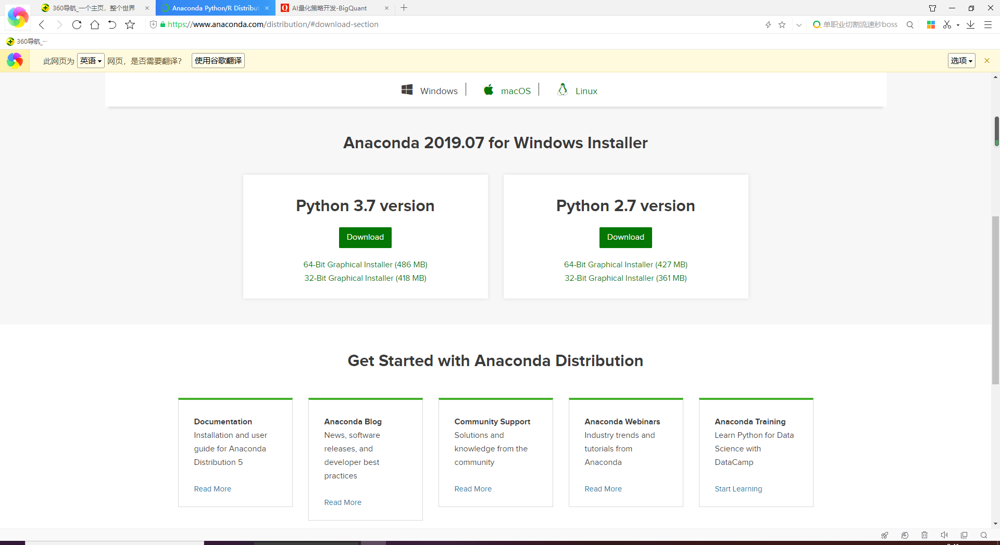 360导航_一个主页，整个世界
Anaconda Python/R Distribut
AI量化策略开发-BigQuant
https://www.anaconda.com/distribution/#download-section
单职业切割流速秒boss
360导航_一
此网页为 英语 网页，是否需要翻译？ 使用谷歌翻译
选项
Windows
macOS
Linux
Anaconda 2019.07 for Windows Installer
Python 3.7 version
Download
64-Bit Graphical Installer (486 MB)
32-Bit Graphical Installer (418 MB)
Python 2.7 version
Download
64-Bit Graphical Installer (427 MB)
32-Bit Graphical Installer (361 MB)
Get Started with Anaconda Distribution
Documentation
Installation and user
guide for Anaconda
Distribution 5
Read More
Anaconda Blog
News, software
releases, and
developer best
practices
Read More
Community Support
Solutions and
knowledge from the
community
Read More
Anaconda Webinars
Industry trends and
tutorials from
Anaconda
Read More
Anaconda Training
Learn Python for Data
Science with
DataCamp
Start Learning